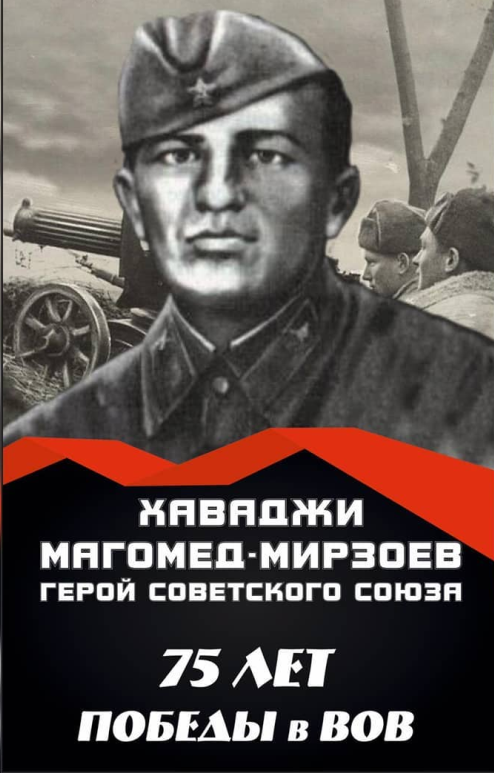 ХАВАДЖИ
МАГОМЕД-МИРЗОЕВ
ГЕРОЙ СОВЕТСКОГО СОЮЗА
75 ЛЕТ
ПОБЕДЫ в ВОВ